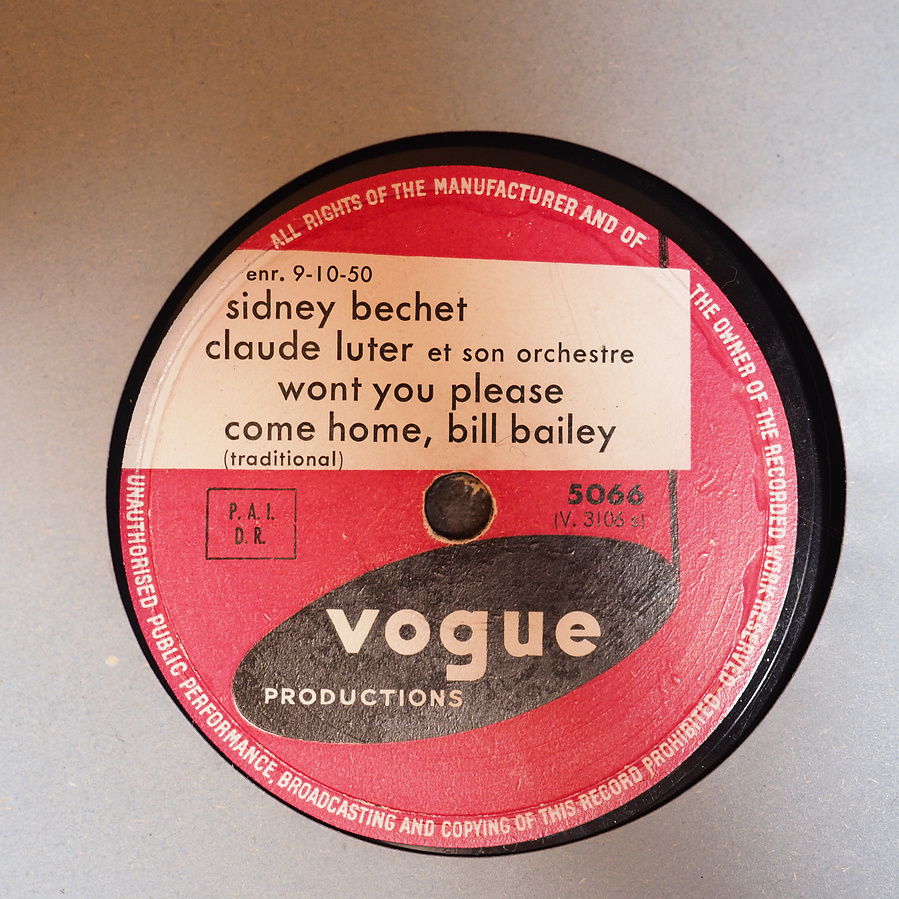 ALL RIGHTS OF THE MANUFACTURER AND OF THE OWNER OF THE RECORDED WORK RESERVED
UNAUTHORISED PUBLIC PERFORMANCE, BROADCASTING AND COPYING OF THIS RECORD PROHIBITED
enr. 9-10-50
sidney bechet
claude luter et son orchestre
wont you please
come home, bill bailey
(traditional)
P. A. I.
D. R.
5066
(V. 3106 s)
vogue
PRODUCTIONS